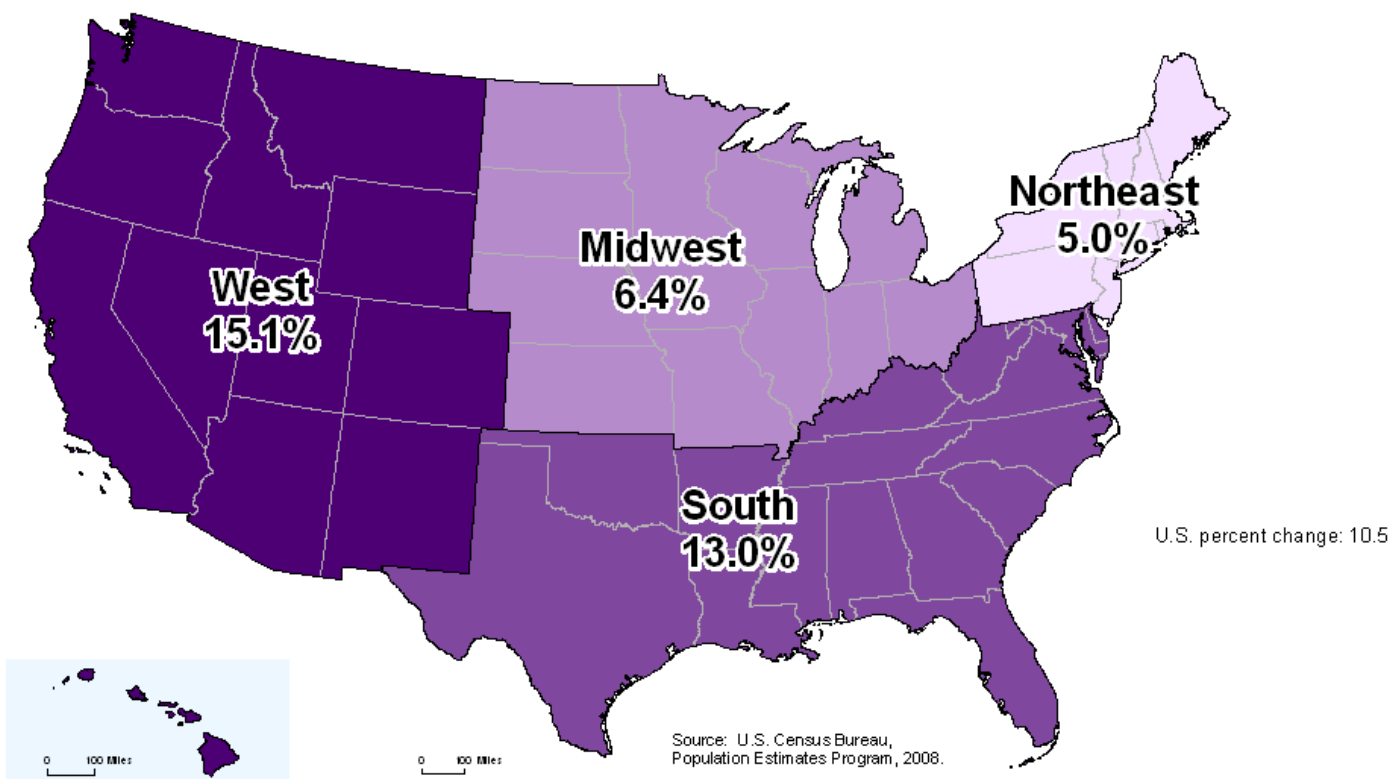 Northeast
5.0%
Midwest
6.4%
West
15.1%
South
13.0%
U.S. percent change: 10.5
Source:  U.S. Census Bureau,
Population Estimates Program, 2008.
0 100 Miles
0 100 Miles